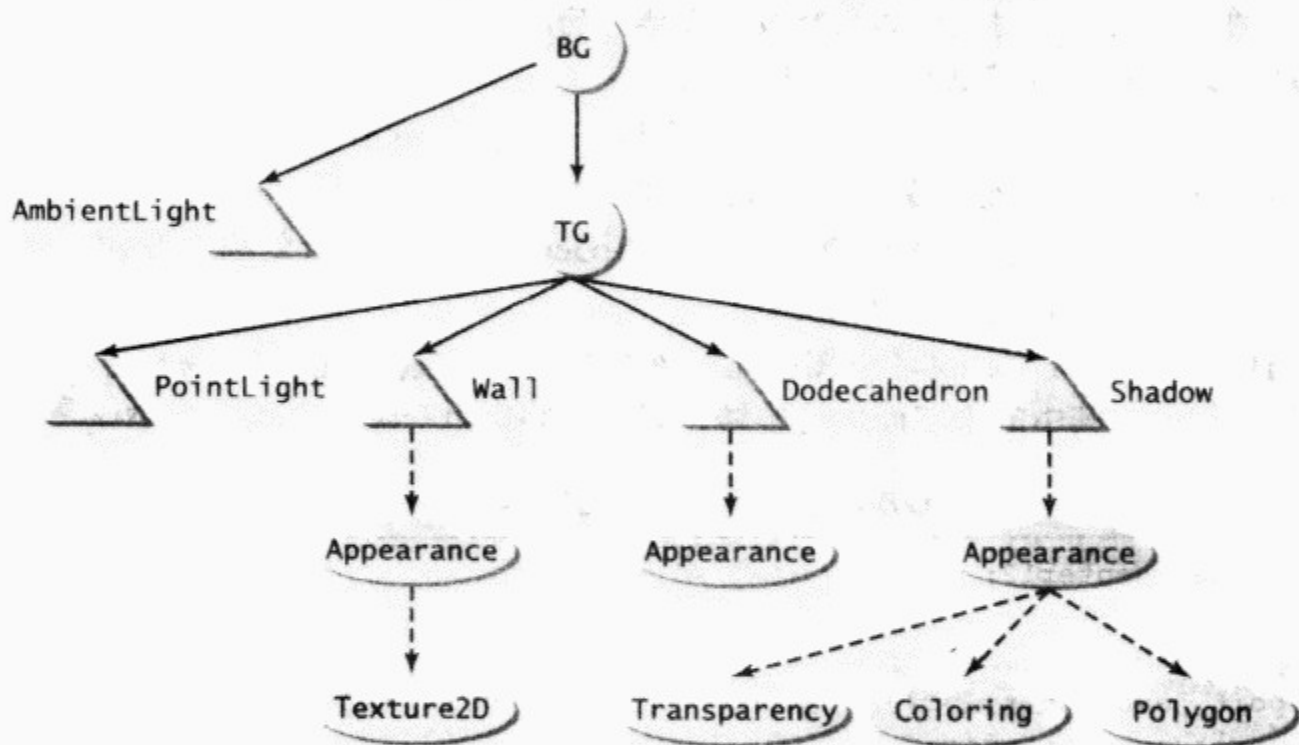 BG
AmbientLight
TG
PointLight
Wall
Dodecahedron
Shadow
Appearance
Appearance
Appearance
Texture2D
Transparency
Coloring
Polygon